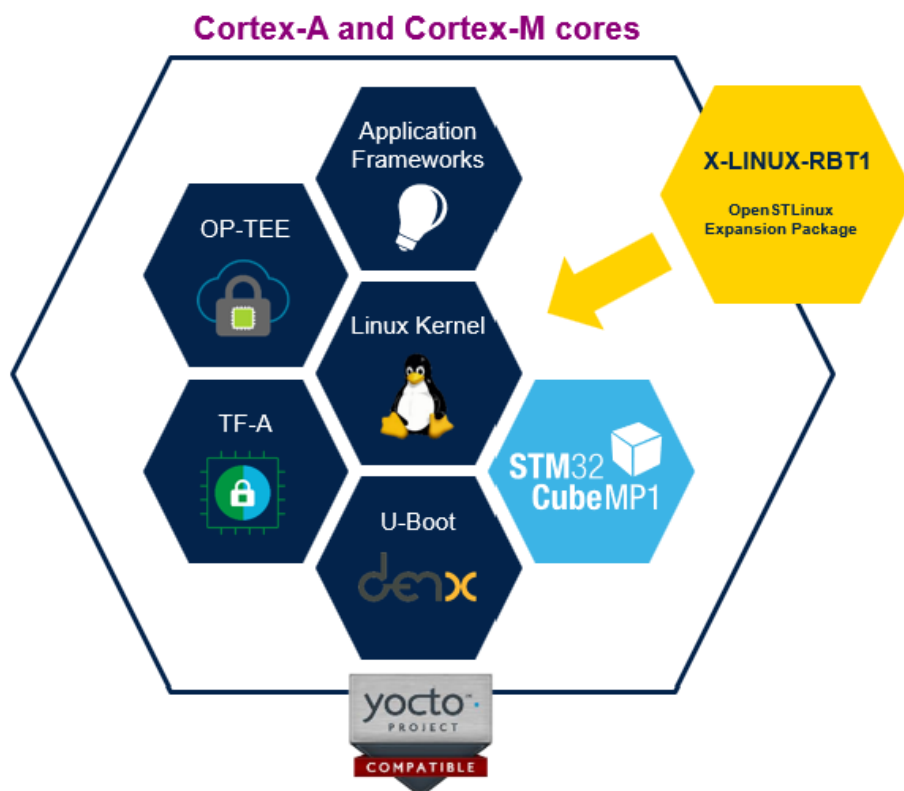 Cortex-A and Cortex-M cores
Application
Frameworks
X-LINUX-RBT1
OpenSTLinux
Expansion Package
OP-TEE
Linux Kernel
TF-A
STM32
CubeMP1
U-Boot
denx
yocto™
PROJECT
COMPATIBLE